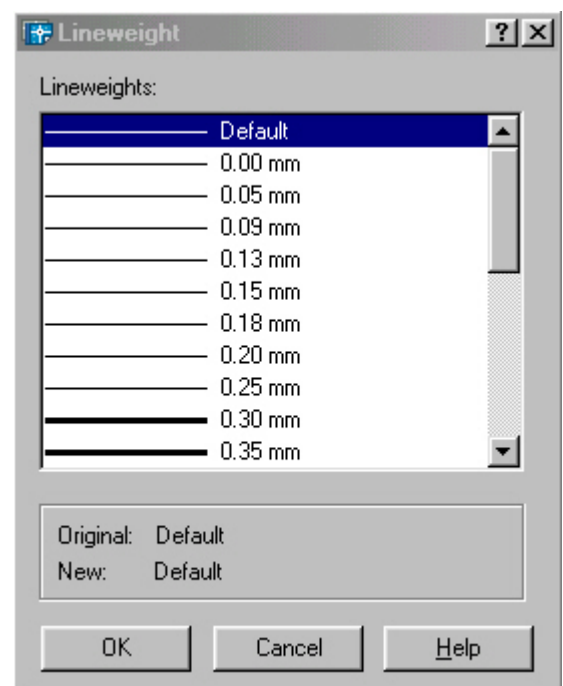 Lineweight
Lineweights:
Default
0.00 mm
0.05 mm
0.09 mm
0.13 mm
0.15 mm
0.18 mm
0.20 mm
0.25 mm
0.30 mm
0.35 mm
Original: Default
New: Default
OK Cancel Help